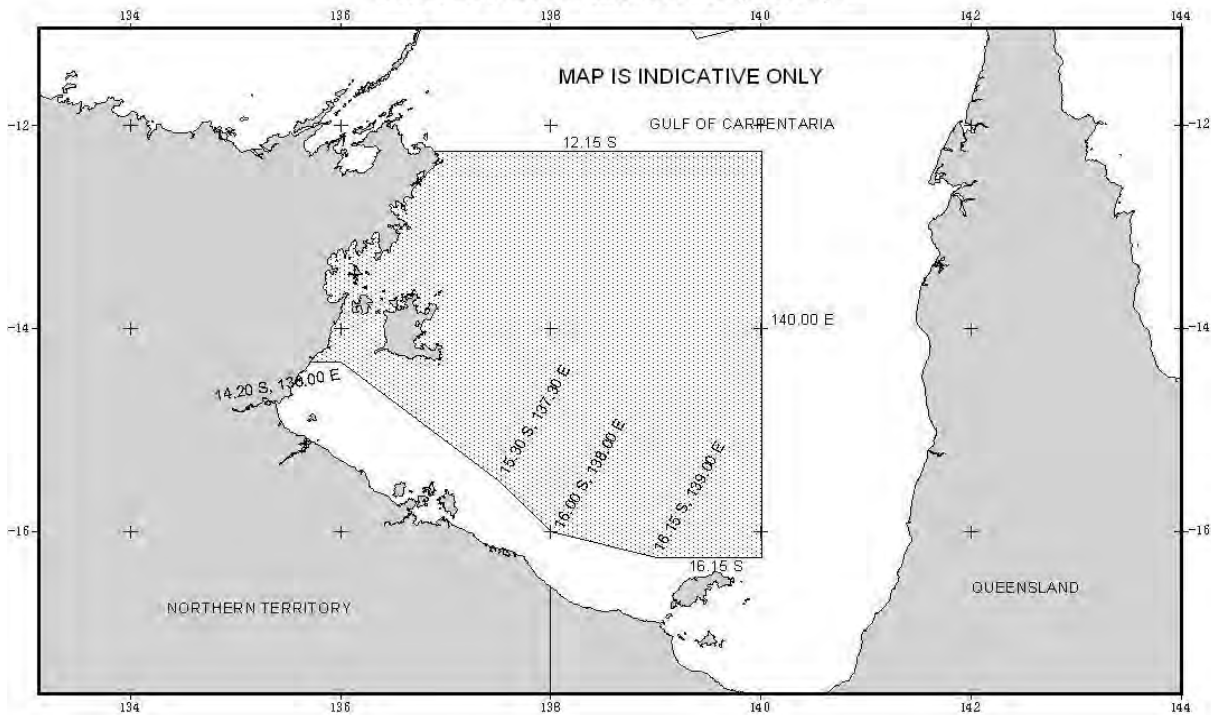 134 136 138 140 142 144
MAP IS INDICATIVE ONLY
GULF OF CARPENTARIA
-12 -12
12.15 S
-14 140.00 E -14
14.20 S, 136.00 E
15.30 S, 137.30 E
16.00 S, 138.00 E
16.15 S, 139.00 E
-16 -16
16.15 S
NORTHERN TERRITORY
QUEENSLAND
134 136 138 140 142 144